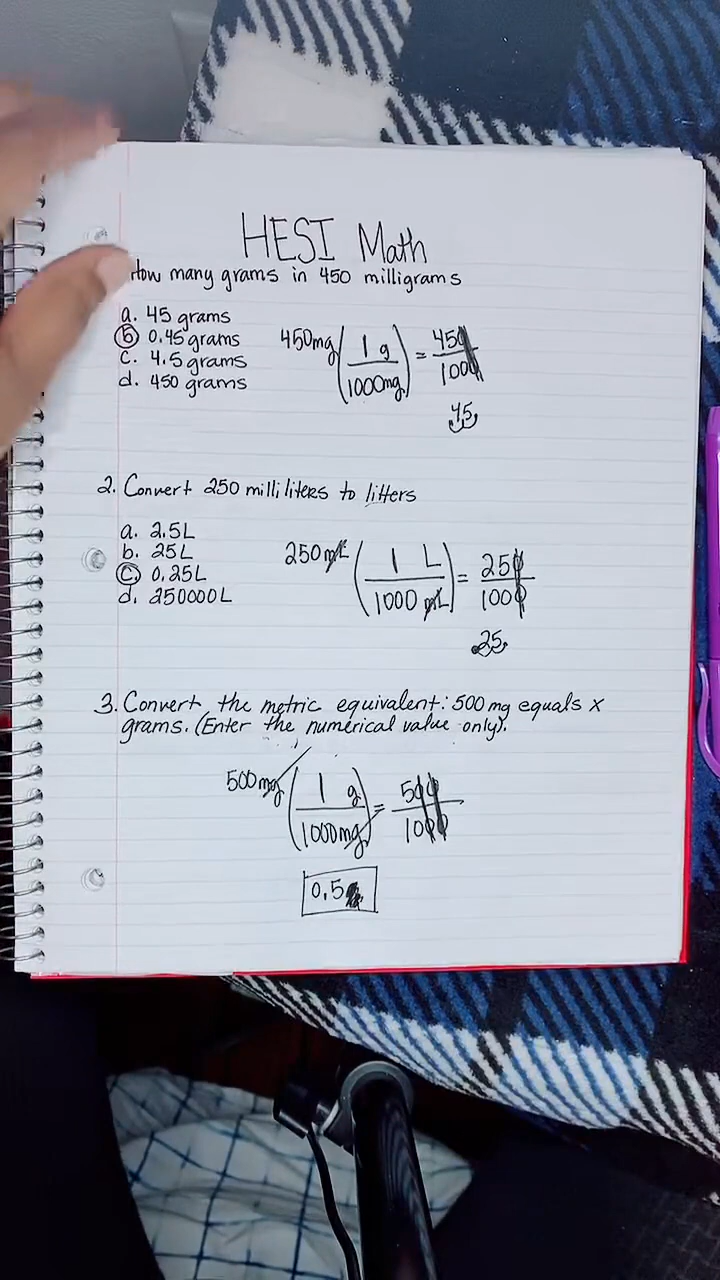 HESI Math
How many grams in 450 milligrams
a. 45 grams
b. 0.45 grams
c. 4.5 grams
d. 450 grams
450mg (1 g / 1000mg) = 450 / 1000
.45
2. Convert 250 milliliters to litters
a. 2.5L
b. 25L
c. 0.25L
d. 250000L
250mL (1 L / 1000 mL) = 250 / 1000
.25
3. Convert the metric equivalent: 500 mg equals x
grams. (Enter the numerical value only).
500mg (1 g / 1000mg) = 500 / 1000
0.5